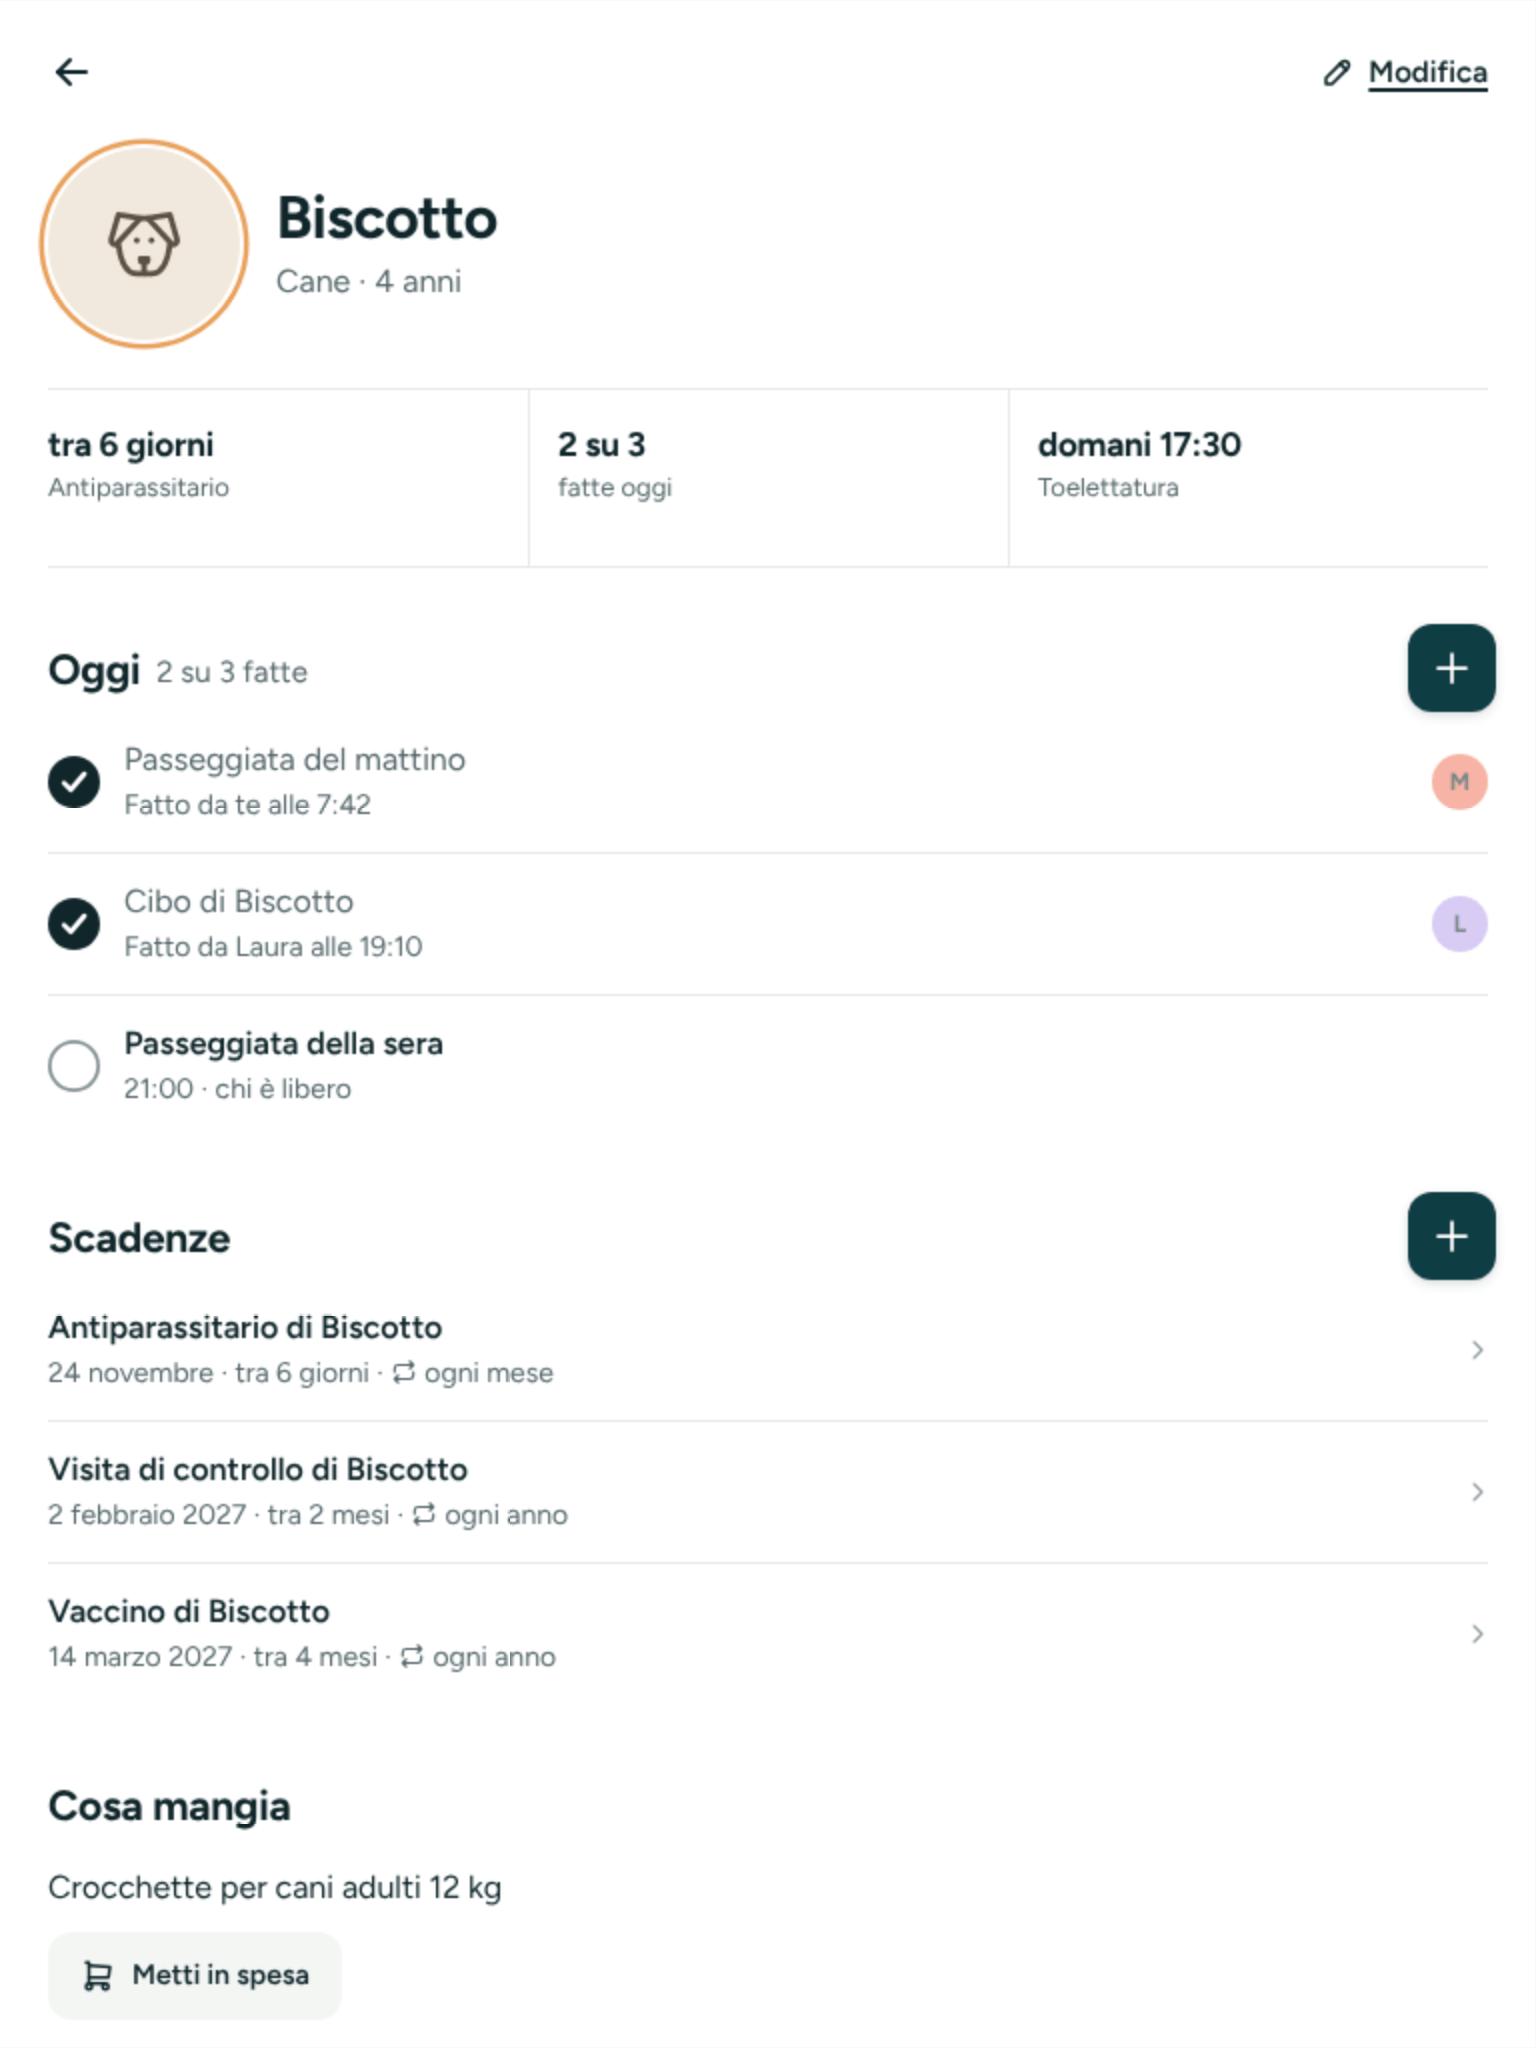 Modifica
Biscotto
Cane · 4 anni
tra 6 giorni
Antiparassitario
2 su 3
fatte oggi
domani 17:30
Toelettatura
Oggi 2 su 3 fatte
Passeggiata del mattino
Fatto da te alle 7:42
M
Cibo di Biscotto
Fatto da Laura alle 19:10
L
Passeggiata della sera
21:00 · chi è libero
Scadenze
Antiparassitario di Biscotto
24 novembre · tra 6 giorni · ogni mese
Visita di controllo di Biscotto
2 febbraio 2027 · tra 2 mesi · ogni anno
Vaccino di Biscotto
14 marzo 2027 · tra 4 mesi · ogni anno
Cosa mangia
Crocchette per cani adulti 12 kg
Metti in spesa